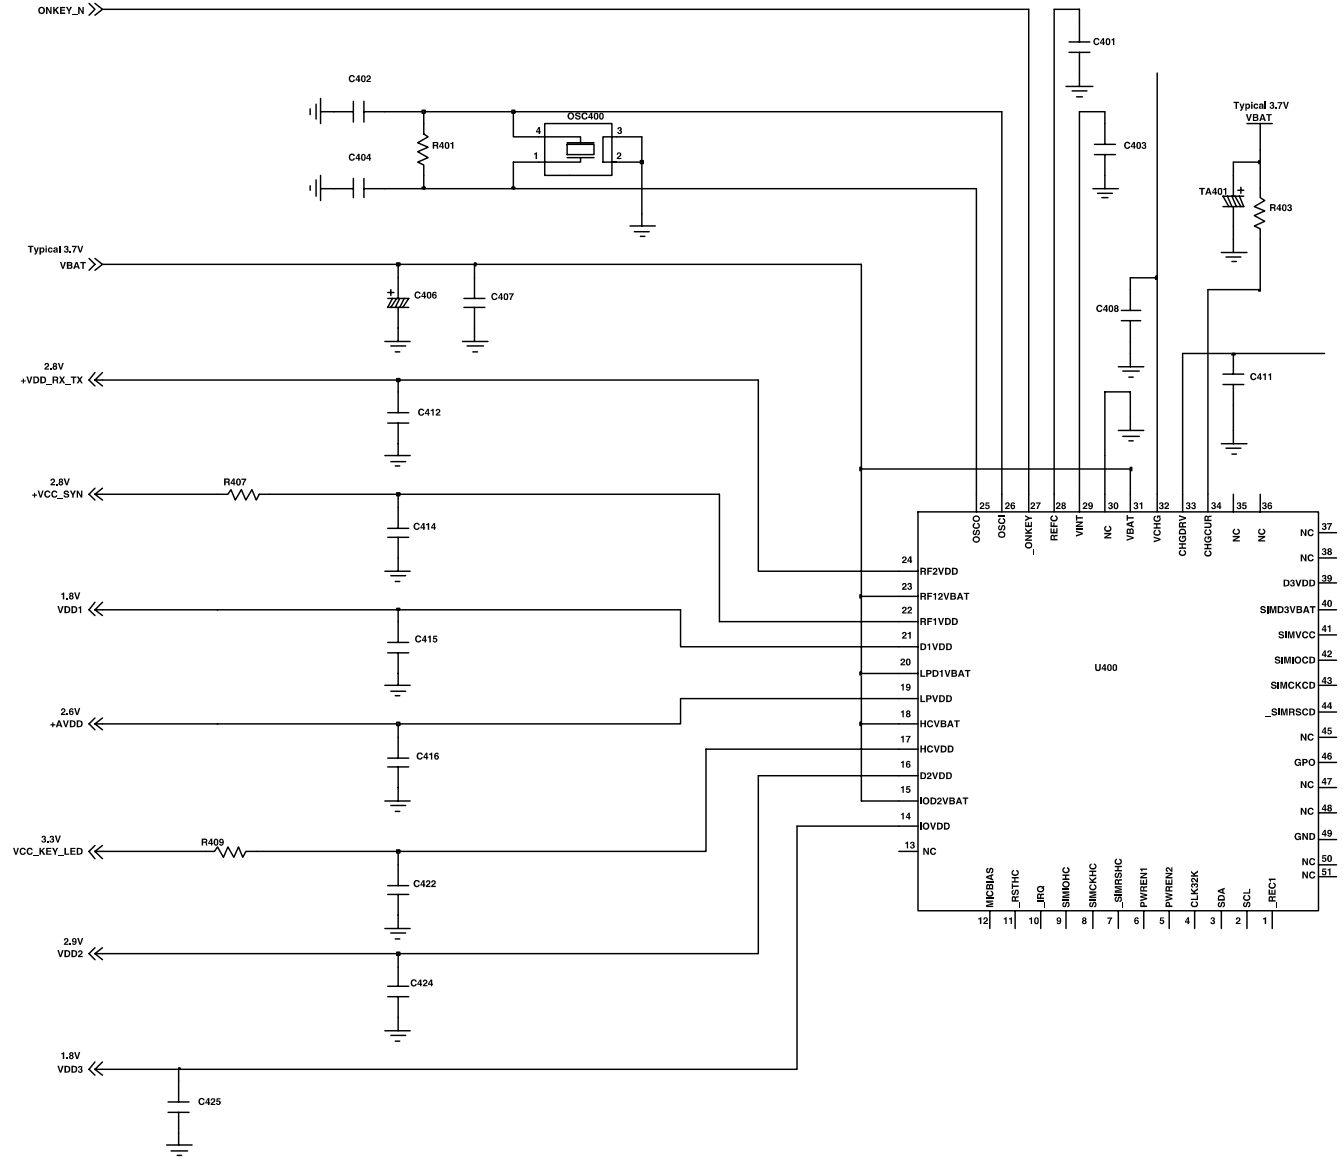 ONKEY_N
C401
C402
Typical 3.7V
VBAT
OSC400
4
3
1
2
R401
C403
C404
TA401
+
R403
Typical 3.7V
VBAT
+
C406
C407
C408
2.8V
+VDD_RX_TX
C411
C412
2.8V
+VCC_SYN
R407
C414
25 26 27 28 29 30 31 32 33 34 35 36
OSCO OSCI _ONKEY REFC VINT NC VBAT VCHG CHGDRV CHGCUR NC NC
1.8V
VDD1
C415
2.6V
+AVDD
C416
3.3V
VCC_KEY_LED
R409
C422
2.9V
VDD2
C424
1.8V
VDD3
C425
24
RF2VDD
23
RF12VBAT
22
RF1VDD
21
D1VDD
20
LPD1VBAT
19
LPVDD
18
HCVBAT
17
HCVDD
16
D2VDD
15
IOD2VBAT
14
IOVDD
13
NC
U400
NC 37
NC 38
D3VDD 39
SIMD3VBAT 40
SIMVCC 41
SIMIOCD 42
SIMCKCD 43
_SIMRSCD 44
NC 45
GPO 46
NC 47
NC 48
GND 49
NC 50
NC 51
MICBIAS _RSTHC _IRQ SIMIOHC SIMCKHC _SIMRSHC PWREN1 PWREN2 CLK32K SDA SCL _REC1
12 11 10 9 8 7 6 5 4 3 2 1